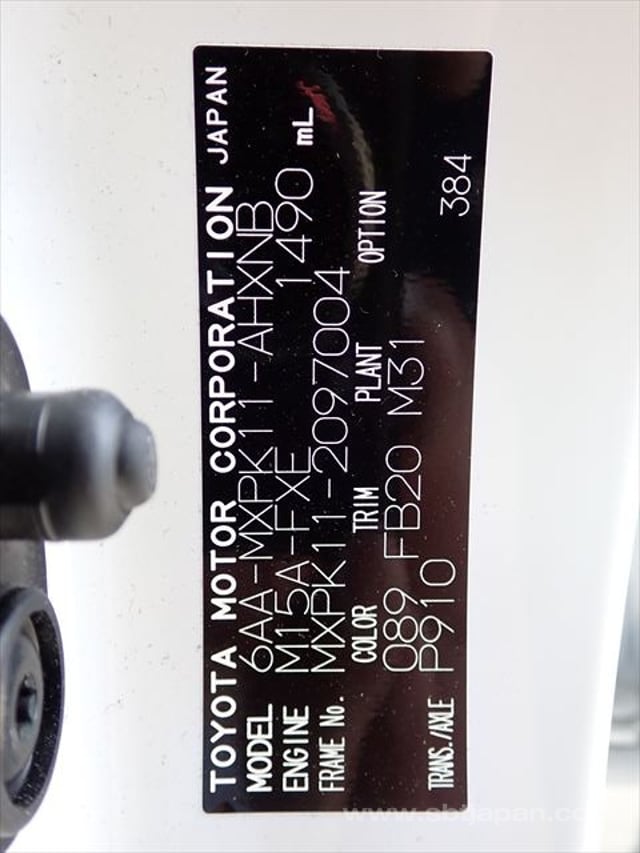 TOYOTA MOTOR CORPORATION JAPAN
MODEL 6AA-MXPK11-AHXNB
ENGINE M15A-FXE 1490 mL
FRAME No. MXPK11-2097004
COLOR TRIM PLANT OPTION
089 FB20 M31
TRANS./AXLE P910 384
www.sbtjapan.com